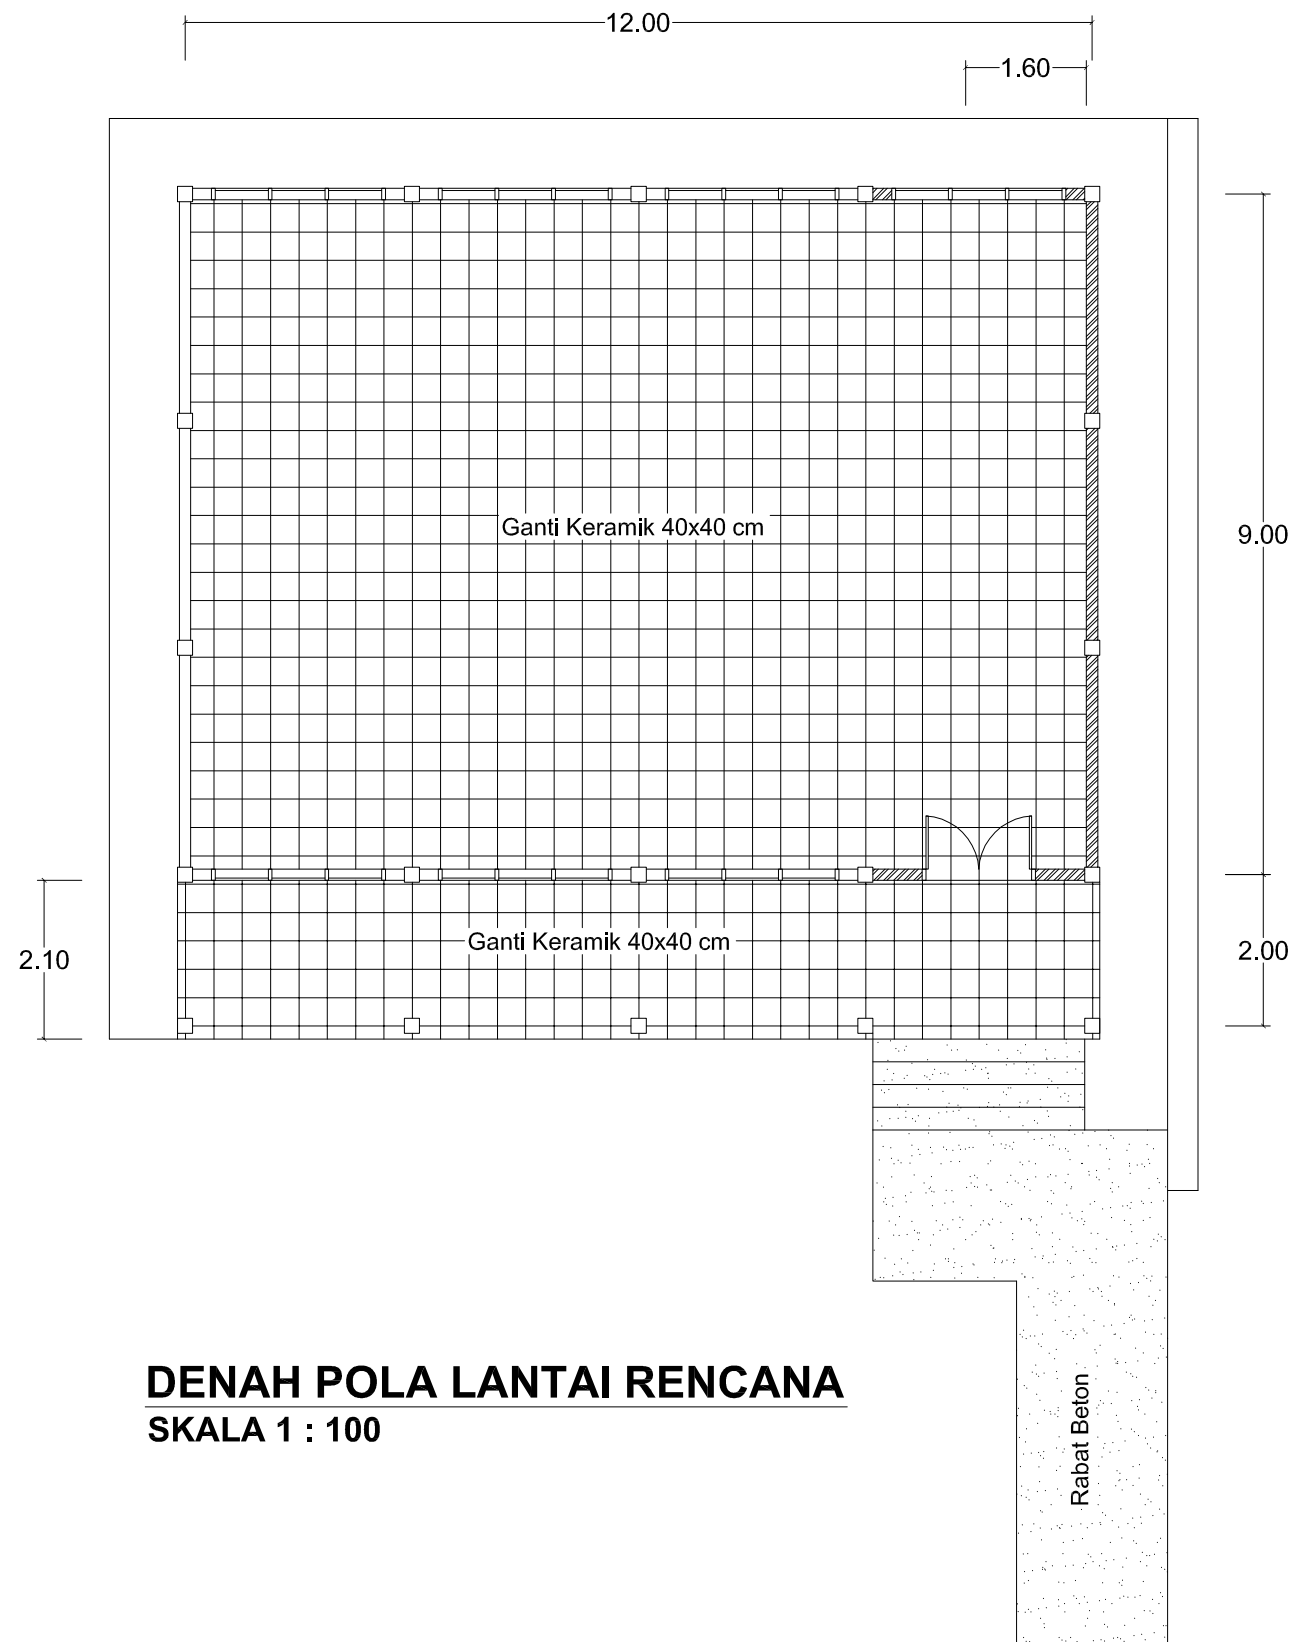 12.00
1.60
Ganti Keramik 40x40 cm
9.00
Ganti Keramik 40x40 cm
2.10
2.00
DENAH POLA LANTAI RENCANA
SKALA 1 : 100
Rabat Beton